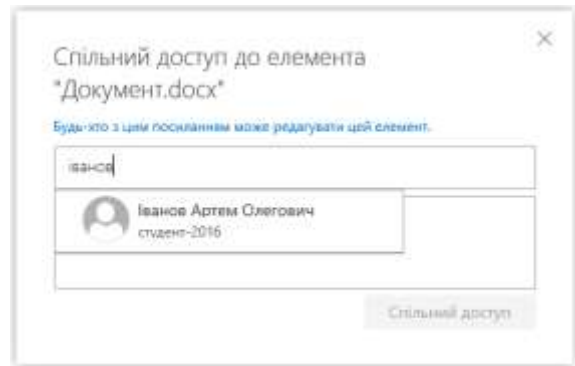 Спільний доступ до елемента
"Документ.docx"
Будь-хто з цим посиланням може редагувати цей елемент.
іванов
Іванов Артем Олегович
студент-2016
Спільний доступ